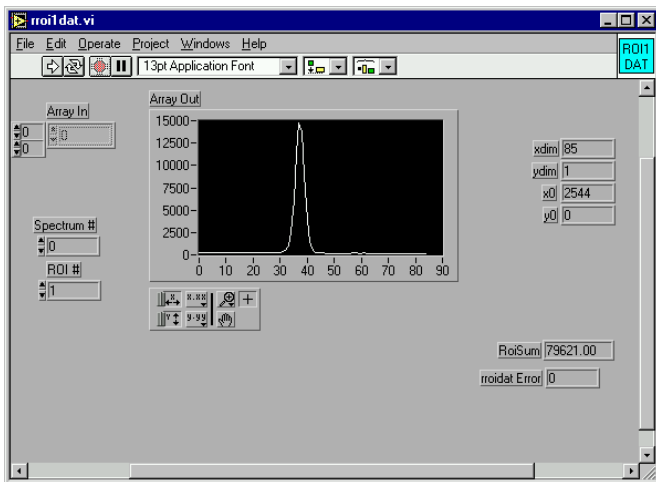 rroi1dat.vi
File Edit Operate Project Windows Help
13pt Application Font
ROI1
DAT
Array In
0
0
0
Array Out
15000
12500
10000
7500
5000
2500
0
0 10 20 30 40 50 60 70 80 90
xdim 85
ydim 1
x0 2544
y0 0
Spectrum #
0
ROI #
1
X
x.xx
Y
y.yy
RoiSum 79621.00
rroidat Error 0